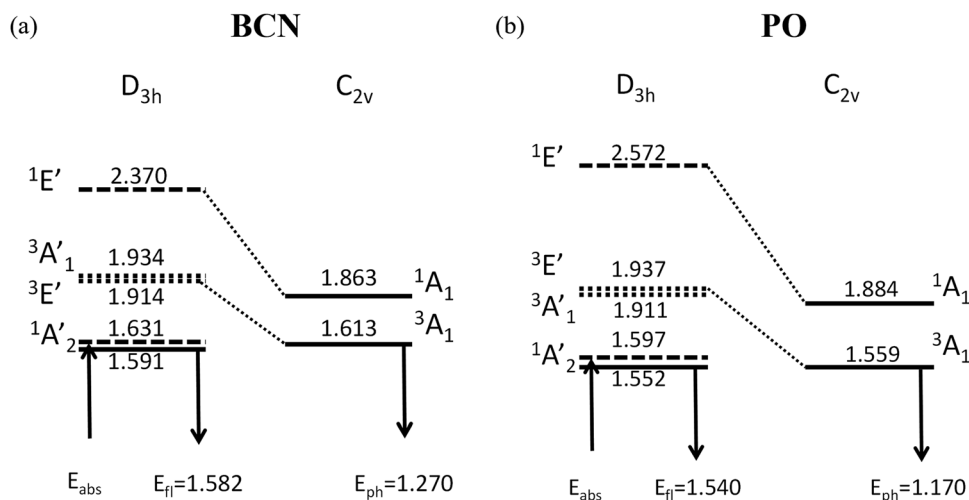 (a) BCN
D3h C2v
1E' 2.370
3A'1 1.934
3E' 1.914
1A'2 1.631
1.591
1.863 1A1
1.613 3A1
Eabs Efl=1.582 Eph=1.270
(b) PO
D3h C2v
1E' 2.572
3E' 1.937
3A'1 1.911
1A'2 1.597
1.552
1.884 1A1
1.559 3A1
Eabs Efl=1.540 Eph=1.170